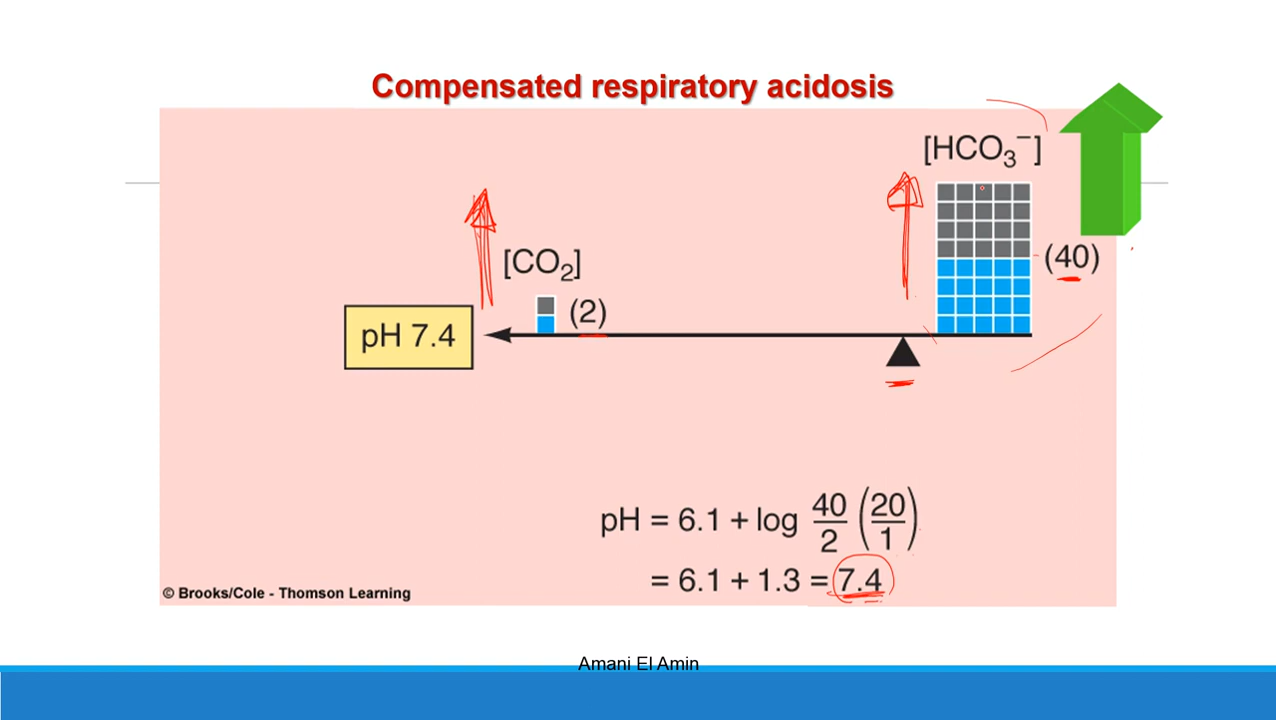 Compensated respiratory acidosis
[HCO₃⁻]
[CO₂]
(40)
(2)
pH 7.4
pH = 6.1 + log 40/2 (20/1)
= 6.1 + 1.3 = 7.4
© Brooks/Cole - Thomson Learning
Amani El Amin